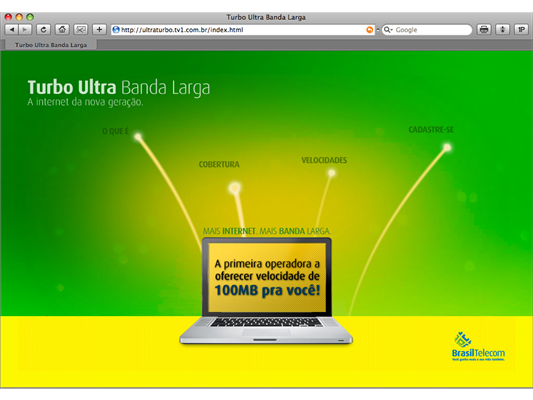 Turbo Ultra Banda Larga
http://ultraturbo.tv1.com.br/index.html
Google
1P
Turbo Ultra Banda Larga
Turbo Ultra Banda Larga
A internet da nova geração.
O QUE É
CADASTRE-SE
COBERTURA
VELOCIDADES
MAIS INTERNET. MAIS BANDA LARGA.
A primeira operadora a
oferecer velocidade de
100MB pra você!
BrasilTelecom